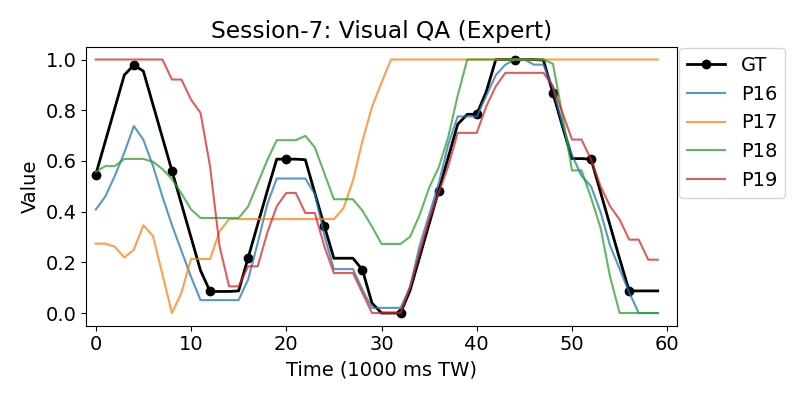 Session-7: Visual QA (Expert)
Value
1.0
0.8
0.6
0.4
0.2
0.0
0
10
20
30
40
50
60
Time (1000 ms TW)
GT
P16
P17
P18
P19